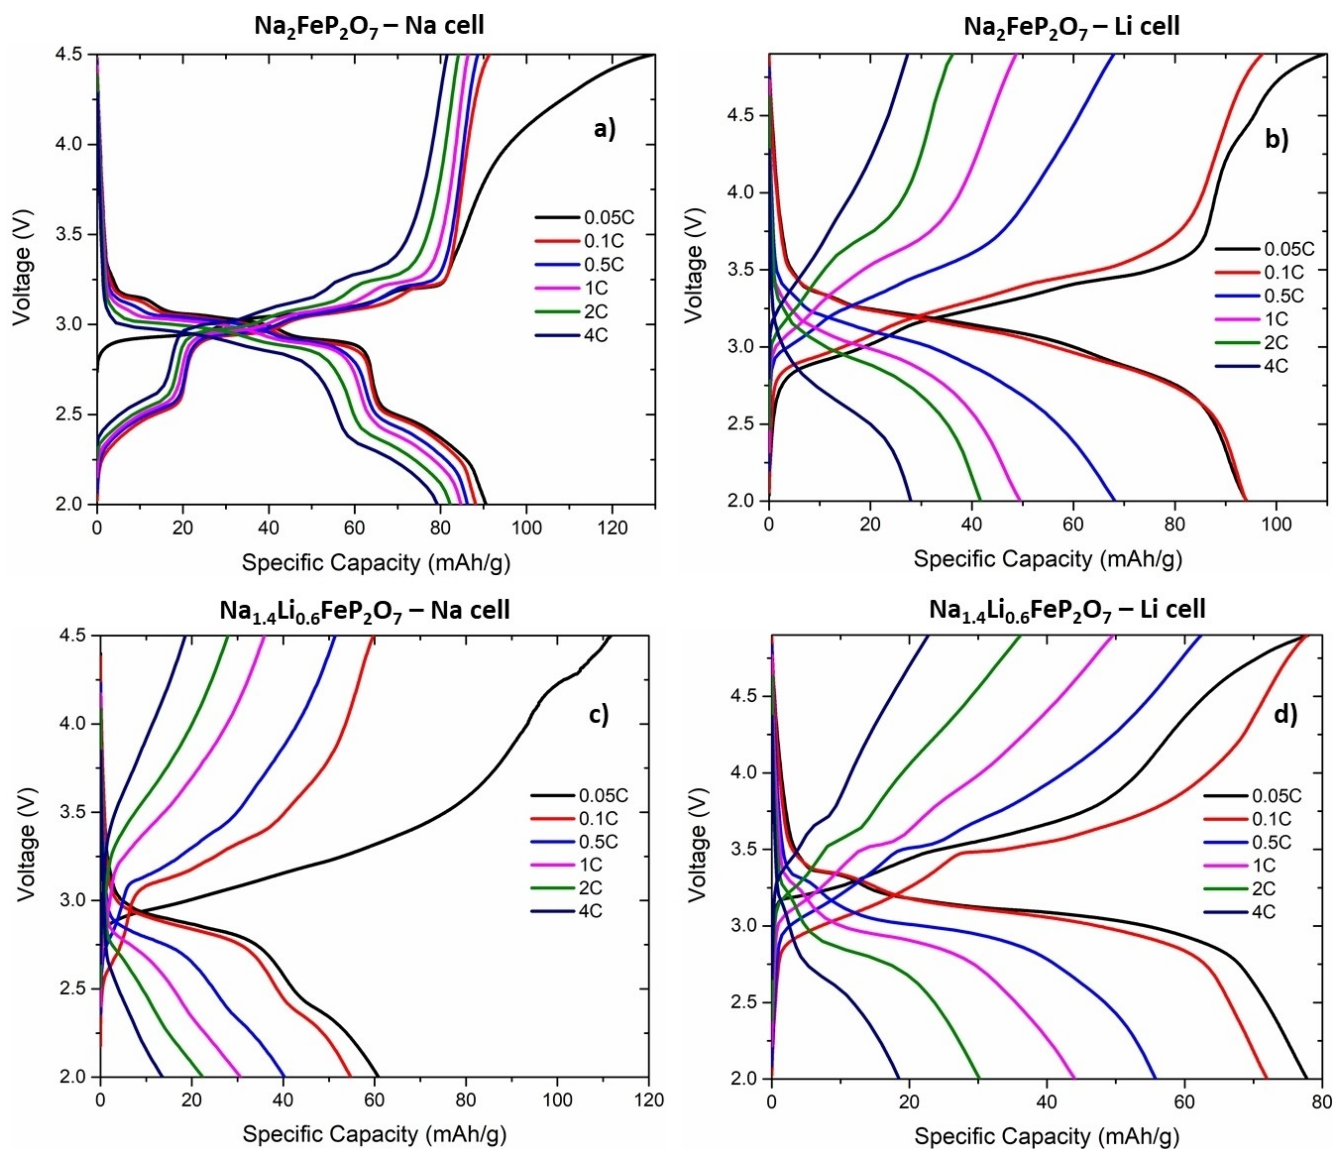 Na₂FeP₂O₇ – Na cell
4.5
4.0
3.5
3.0
2.5
2.0
Voltage (V)
a)
0.05C
0.1C
0.5C
1C
2C
4C
0 20 40 60 80 100 120
Specific Capacity (mAh/g)
Na₂FeP₂O₇ – Li cell
4.5
4.0
3.5
3.0
2.5
2.0
Voltage (V)
b)
0.05C
0.1C
0.5C
1C
2C
4C
0 20 40 60 80 100
Specific Capacity (mAh/g)
Na₁.₄Li₀.₆FeP₂O₇ – Na cell
4.5
4.0
3.5
3.0
2.5
2.0
Voltage (V)
c)
0.05C
0.1C
0.5C
1C
2C
4C
0 20 40 60 80 100 120
Specific Capacity (mAh/g)
Na₁.₄Li₀.₆FeP₂O₇ – Li cell
4.5
4.0
3.5
3.0
2.5
2.0
Voltage (V)
d)
0.05C
0.1C
0.5C
1C
2C
4C
0 20 40 60 80
Specific Capacity (mAh/g)